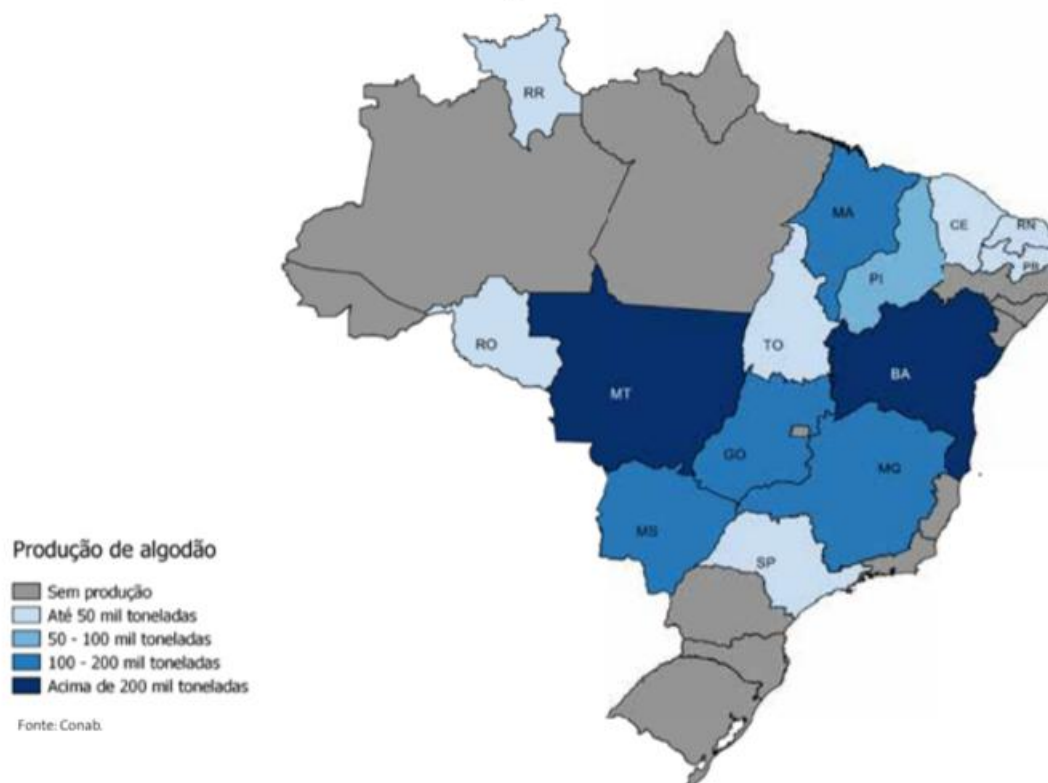 RR
MA
CE
RN
PB
PI
RO
TO
BA
MT
GO
MG
MS
SP
Produção de algodão
Sem produção
Até 50 mil toneladas
50 - 100 mil toneladas
100 - 200 mil toneladas
Acima de 200 mil toneladas
Fonte: Conab.